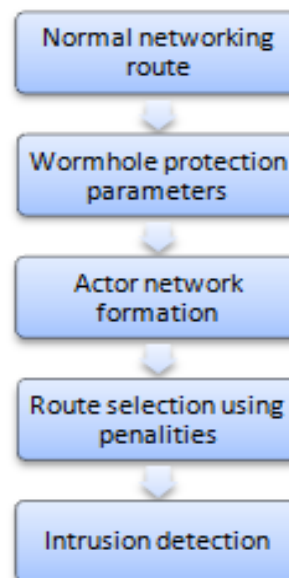 Normal networking
route
Wormhole protection
parameters
Actor network
formation
Route selection using
penalities
Intrusion detection